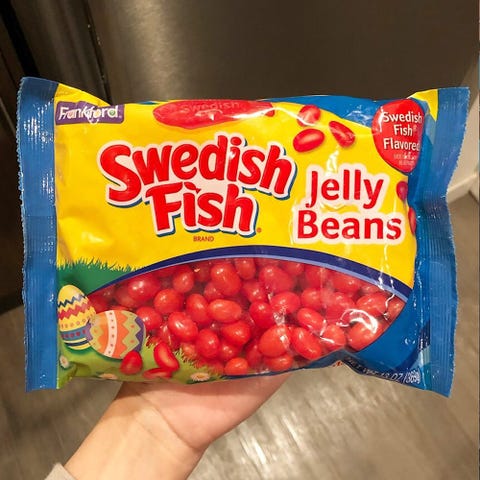 Frankford
Swedish
Swedish
Fish®
Flavored
Swedish
Fish®
BRAND
Jelly
Beans